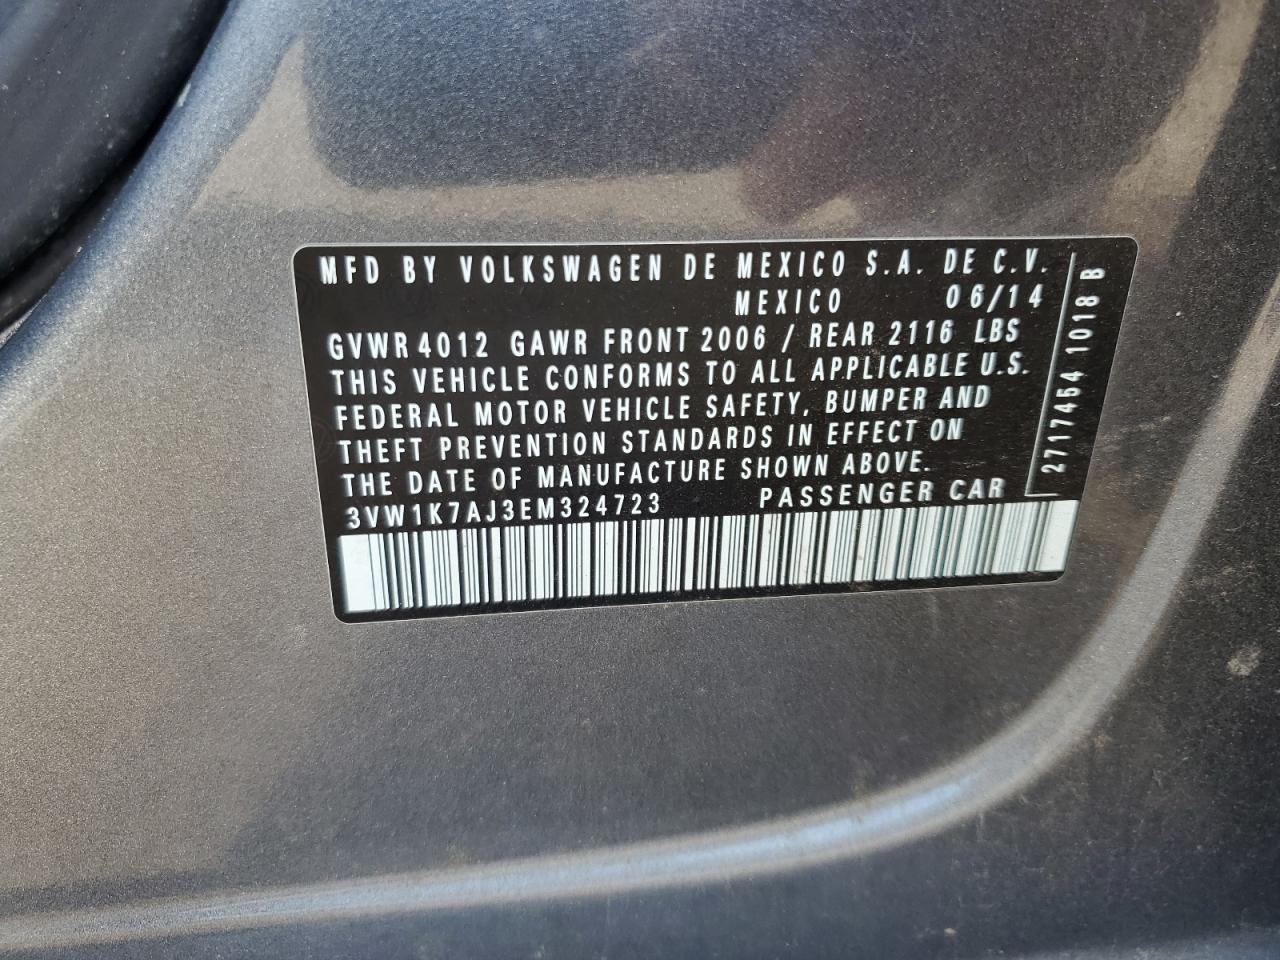 MFD BY VOLKSWAGEN DE MEXICO S.A. DE C.V.
MEXICO 06/14
GVWR 4012 GAWR FRONT 2006 / REAR 2116 LBS
THIS VEHICLE CONFORMS TO ALL APPLICABLE U.S.
FEDERAL MOTOR VEHICLE SAFETY, BUMPER AND
THEFT PREVENTION STANDARDS IN EFFECT ON
THE DATE OF MANUFACTURE SHOWN ABOVE.
3VW1K7AJ3EM324723 PASSENGER CAR
2717454 1018 B